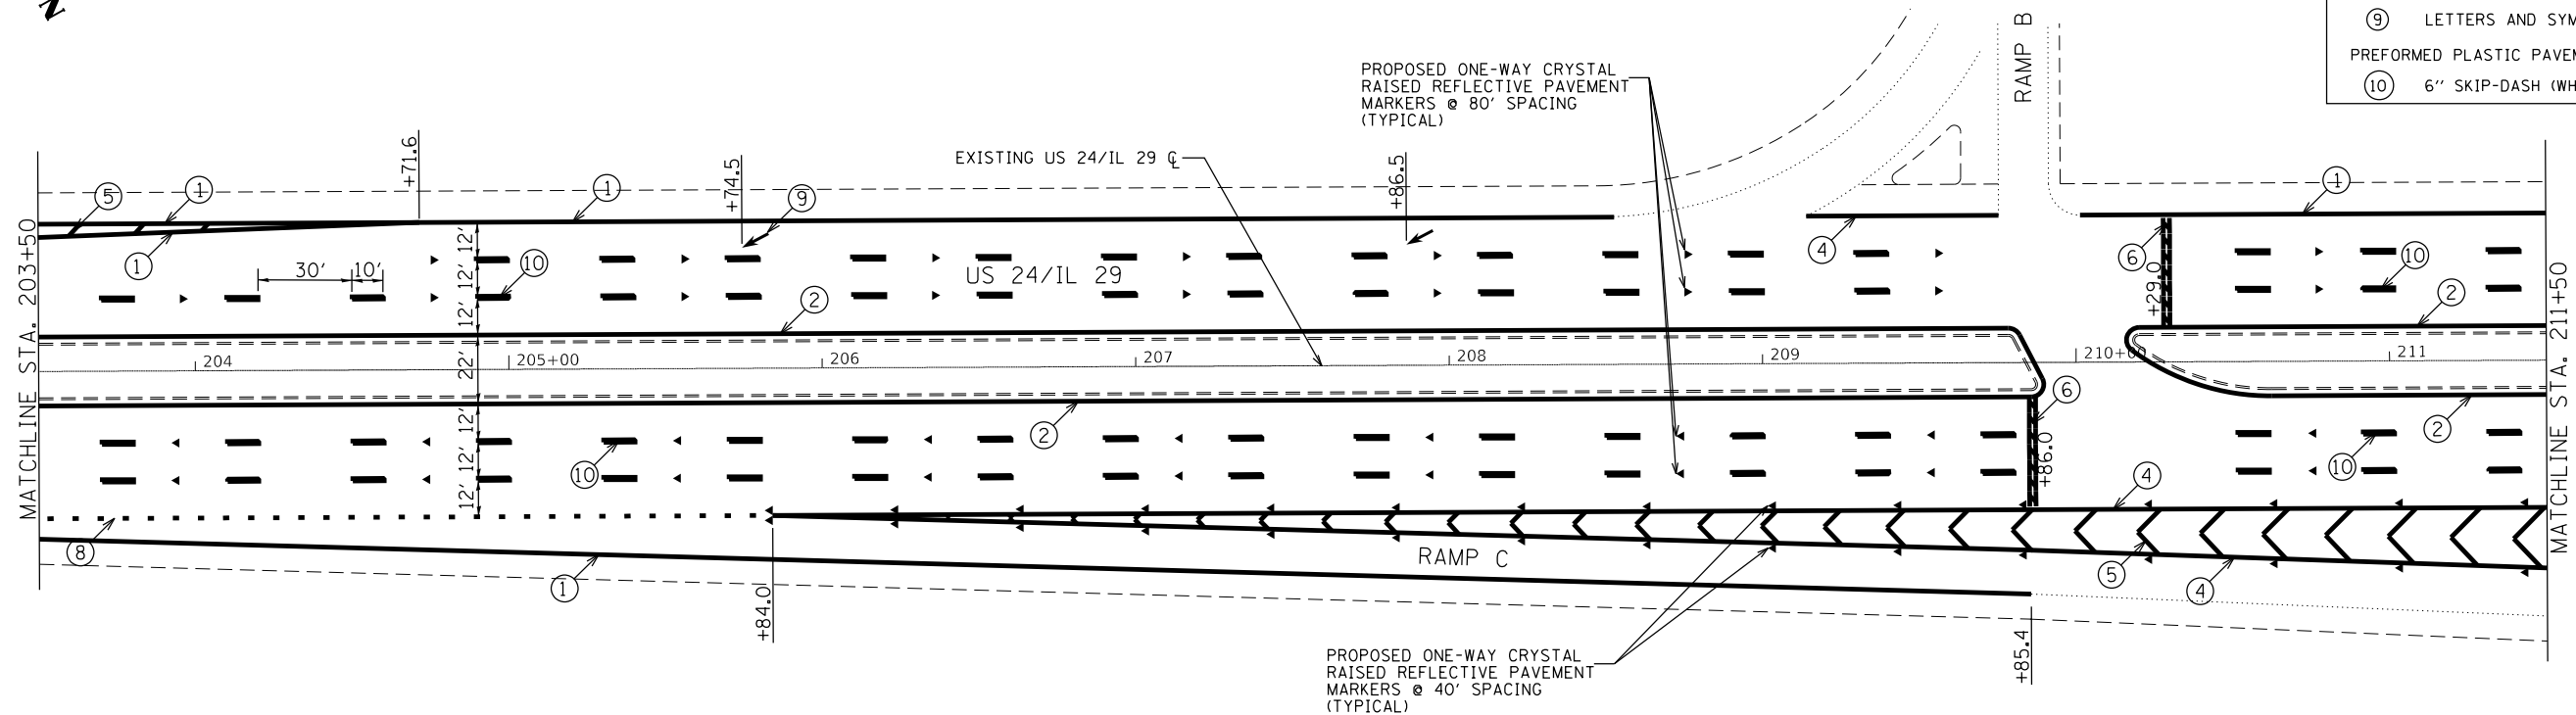 N
RAMP B
9 LETTERS AND SYM
PREFORMED PLASTIC PAVEM
10 6'' SKIP-DASH (WH
PROPOSED ONE-WAY CRYSTAL
RAISED REFLECTIVE PAVEMENT
MARKERS @ 80' SPACING
(TYPICAL)
EXISTING US 24/IL 29 ℄
+71.6
+74.5
+86.5
5
1
1
9
1
1
4
6
10
10
2
2
30'
10'
12'
12'
12'
US 24/IL 29
+29.0
MATCHLINE STA. 203+50
MATCHLINE STA. 211+50
204
205+00
206
207
208
209
210+00
211
22'
12'
12'
12'
2
6
2
10
10
+86.0
4
8
1
RAMP C
5
4
+84.0
+85.4
PROPOSED ONE-WAY CRYSTAL
RAISED REFLECTIVE PAVEMENT
MARKERS @ 40' SPACING
(TYPICAL)